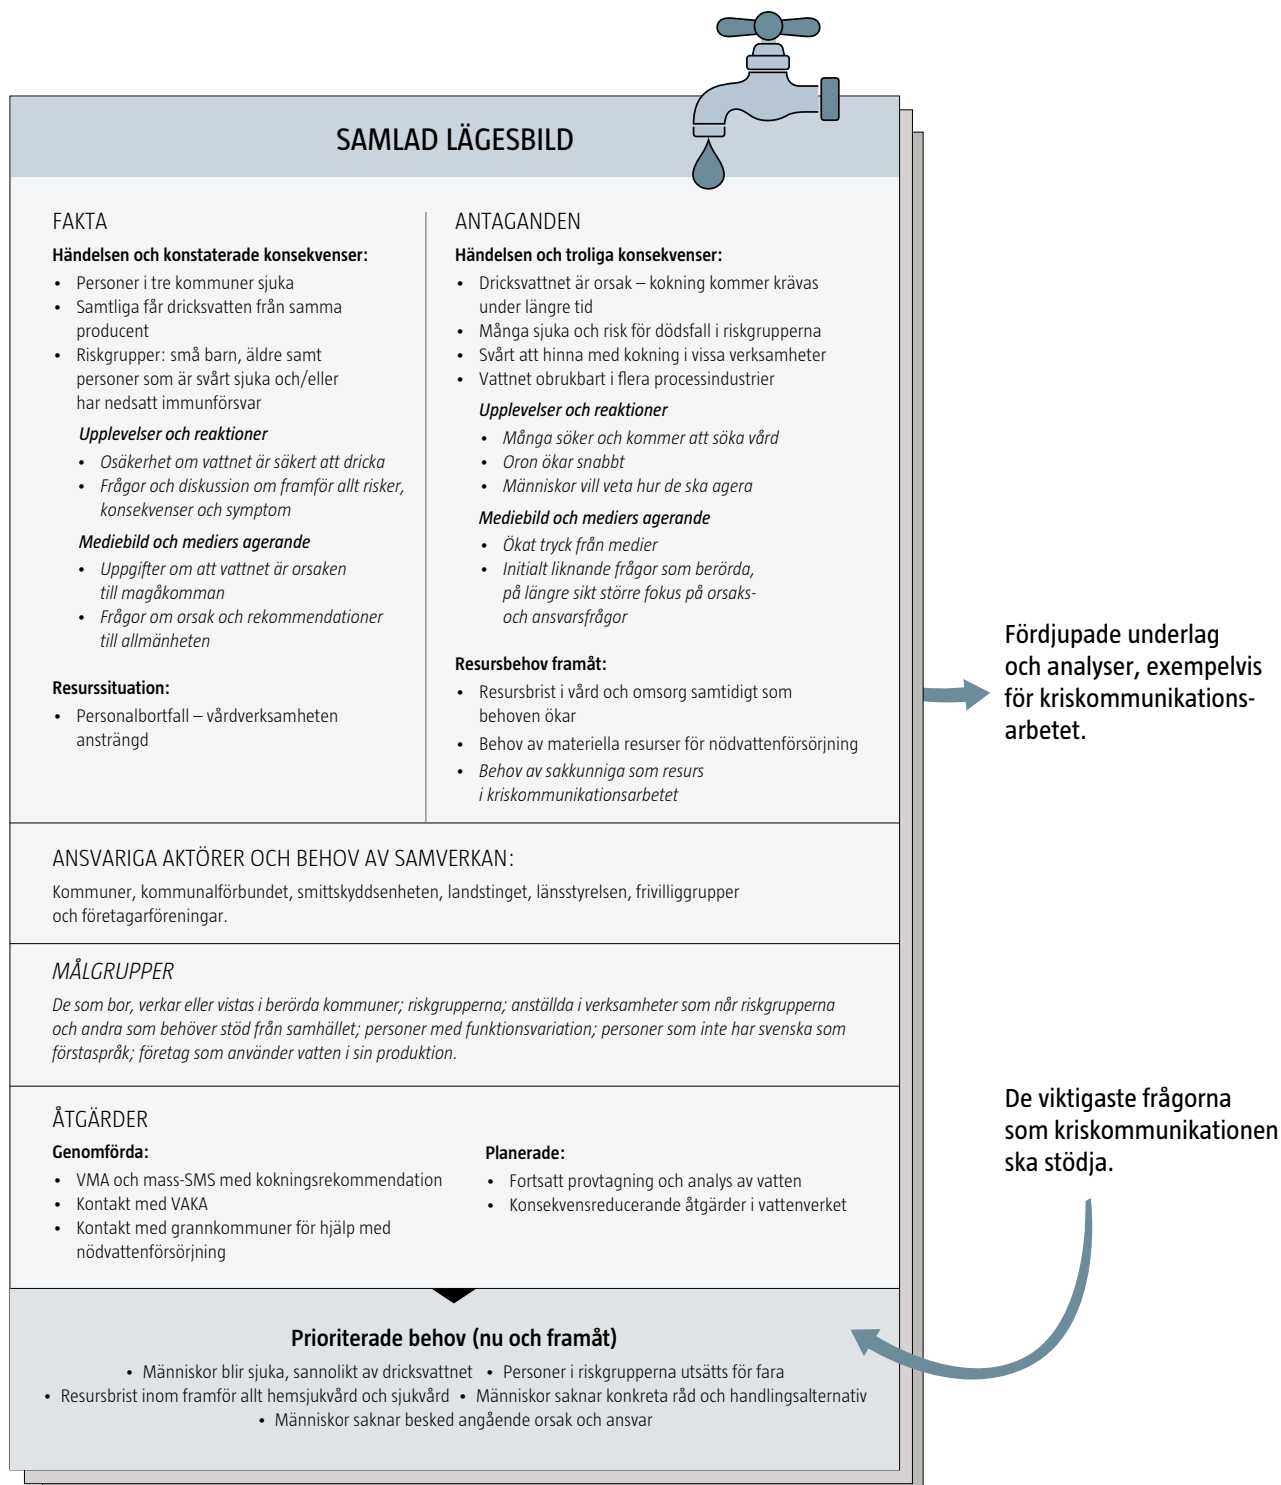 SAMLAD LÄGESBILD
FAKTA
Händelsen och konstaterade konsekvenser:
• Personer i tre kommuner sjuka
• Samtliga får dricksvatten från samma
producent
• Riskgrupper: små barn, äldre samt
personer som är svårt sjuka och/eller
har nedsatt immunförsvar
Upplevelser och reaktioner
• Osäkerhet om vattnet är säkert att dricka
• Frågor och diskussion om framför allt risker,
konsekvenser och symptom
Mediebild och mediers agerande
• Uppgifter om att vattnet är orsaken
till magåkomman
• Frågor om orsak och rekommendationer
till allmänheten
Resurssituation:
• Personalbortfall – vårdverksamheten
ansträngd
ANTAGANDEN
Händelsen och troliga konsekvenser:
• Dricksvattnet är orsak – kokning kommer krävas
under längre tid
• Många sjuka och risk för dödsfall i riskgrupperna
• Svårt att hinna med kokning i vissa verksamheter
• Vattnet obrukbart i flera processindustrier
Upplevelser och reaktioner
• Många söker och kommer att söka vård
• Oron ökar snabbt
• Människor vill veta hur de ska agera
Mediebild och mediers agerande
• Ökat tryck från medier
• Initialt liknande frågor som berörda,
på längre sikt större fokus på orsaks-
och ansvarsfrågor
Resursbehov framåt:
• Resursbrist i vård och omsorg samtidigt som
behoven ökar
• Behov av materiella resurser för nödvattenförsörjning
• Behov av sakkunniga som resurs
i kriskommunikationsarbetet
ANSVARIGA AKTÖRER OCH BEHOV AV SAMVERKAN:
Kommuner, kommunalförbundet, smittskyddsenheten, landstinget, länsstyrelsen, frivilliggrupper
och företagarföreningar.
MÅLGRUPPER
De som bor, verkar eller vistas i berörda kommuner; riskgrupperna; anställda i verksamheter som når riskgrupperna
och andra som behöver stöd från samhället; personer med funktionsvariation; personer som inte har svenska som
förstaspråk; företag som använder vatten i sin produktion.
ÅTGÄRDER
Genomförda:
• VMA och mass-SMS med kokningsrekommendation
• Kontakt med VAKA
• Kontakt med grannkommuner för hjälp med
nödvattenförsörjning
Planerade:
• Fortsatt provtagning och analys av vatten
• Konsekvensreducerande åtgärder i vattenverket
Prioriterade behov (nu och framåt)
• Människor blir sjuka, sannolikt av dricksvattnet • Personer i riskgrupperna utsätts för fara
• Resursbrist inom framför allt hemsjukvård och sjukvård • Människor saknar konkreta råd och handlingsalternativ
• Människor saknar besked angående orsak och ansvar
Fördjupade underlag
och analyser, exempelvis
för kriskommunikations-
arbetet.
De viktigaste frågorna
som kriskommunikationen
ska stödja.